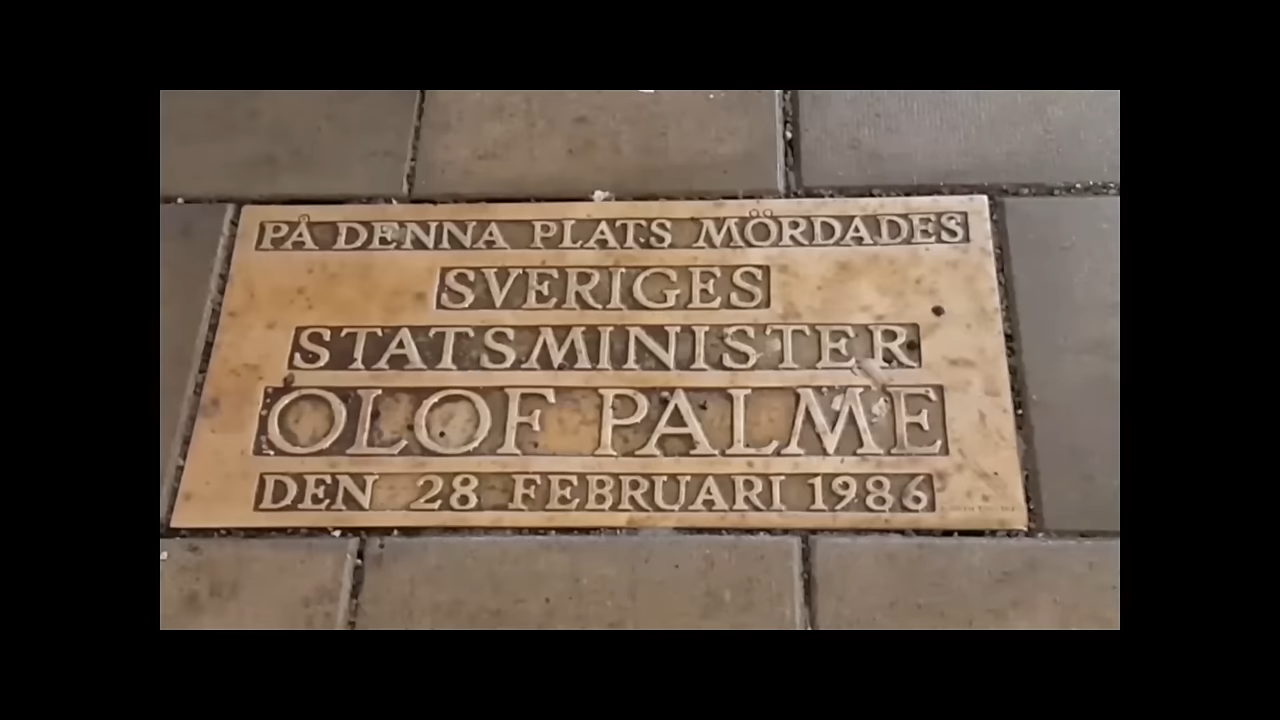 PÅ DENNA PLATS MÖRDADES
SVERIGES
STATSMINISTER
OLOF PALME
DEN 28 FEBRUARI 1986